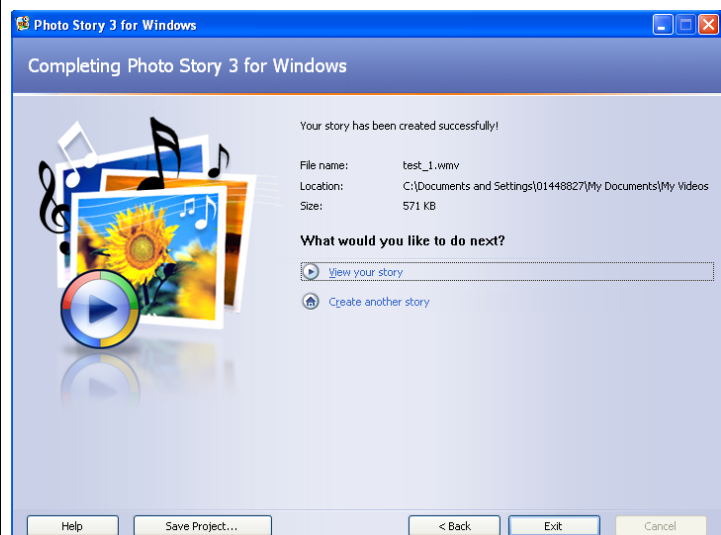 Photo Story 3 for Windows
Completing Photo Story 3 for Windows
Your story has been created successfully!
File name: test_1.wmv
Location: C:\Documents and Settings\01448827\My Documents\My Videos
Size: 571 KB
What would you like to do next?
View your story
Create another story
Help Save Project... < Back Exit Cancel